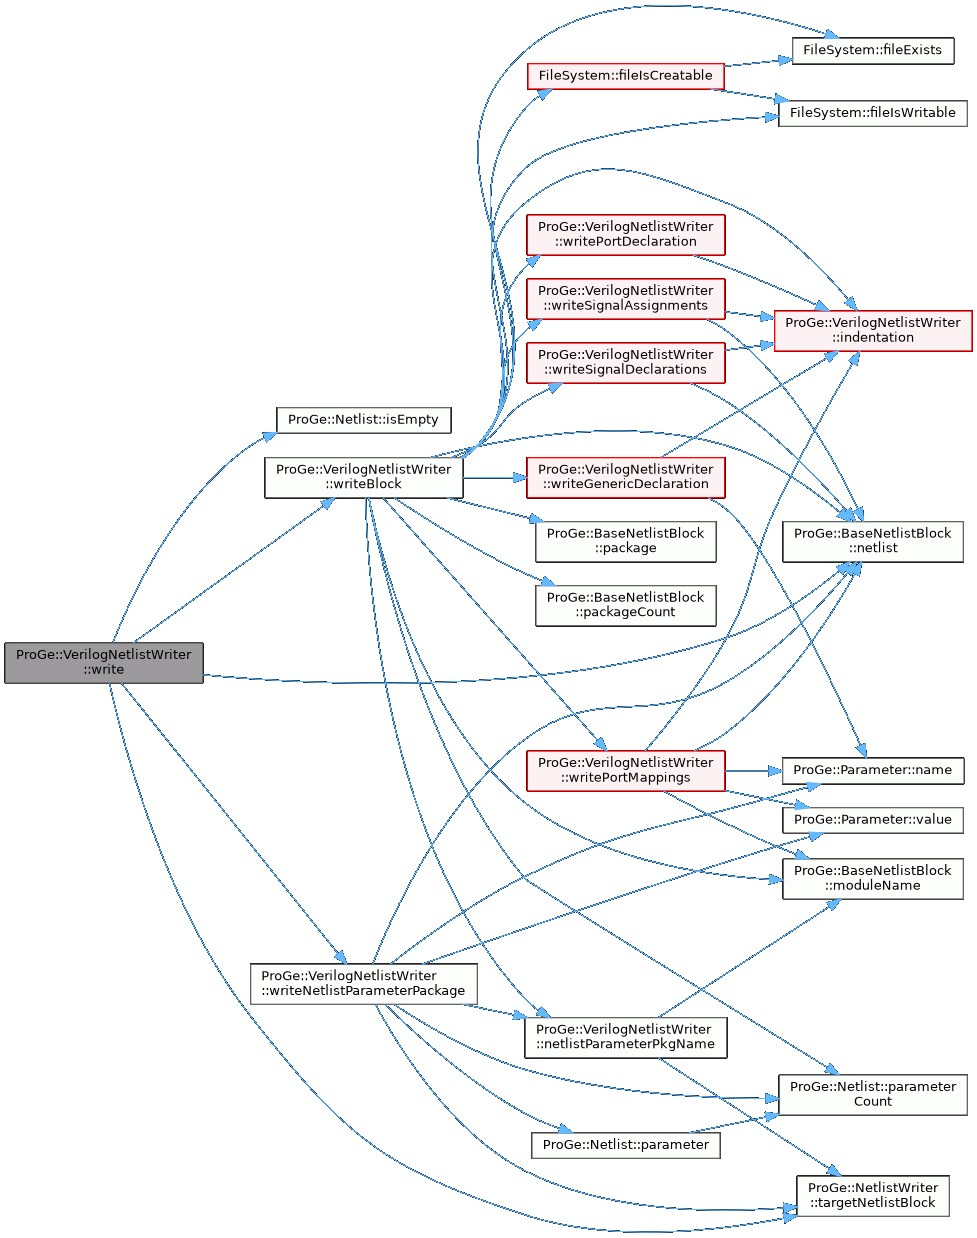 FileSystem::fileExists
FileSystem::fileIsCreatable
FileSystem::fileIsWritable
ProGe::VerilogNetlistWriter
::writePortDeclaration
ProGe::VerilogNetlistWriter
::writeSignalAssignments
ProGe::VerilogNetlistWriter
::indentation
ProGe::VerilogNetlistWriter
::writeSignalDeclarations
ProGe::Netlist::isEmpty
ProGe::VerilogNetlistWriter
::writeBlock
ProGe::VerilogNetlistWriter
::writeGenericDeclaration
ProGe::BaseNetlistBlock
::package
ProGe::BaseNetlistBlock
::netlist
ProGe::BaseNetlistBlock
::packageCount
ProGe::VerilogNetlistWriter
::write
ProGe::VerilogNetlistWriter
::writePortMappings
ProGe::Parameter::name
ProGe::Parameter::value
ProGe::BaseNetlistBlock
::moduleName
ProGe::VerilogNetlistWriter
::writeNetlistParameterPackage
ProGe::VerilogNetlistWriter
::netlistParameterPkgName
ProGe::Netlist::parameter
Count
ProGe::Netlist::parameter
ProGe::NetlistWriter
::targetNetlistBlock